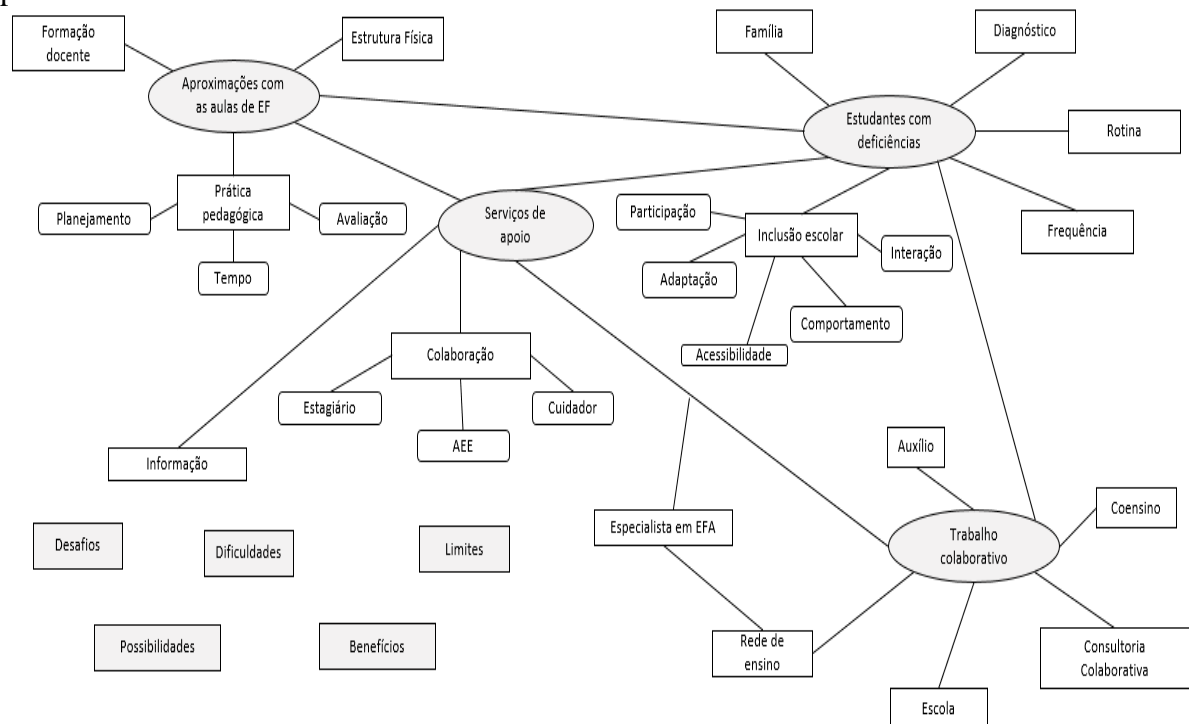 Formação
docente
Estrutura Física
Aproximações com
as aulas de EF
Prática
pedagógica
Planejamento
Avaliação
Tempo
Família
Diagnóstico
Estudantes com
deficiências
Rotina
Frequência
Serviços de
apoio
Participação
Inclusão escolar
Interação
Adaptação
Comportamento
Acessibilidade
Colaboração
Estagiário
Cuidador
AEE
Informação
Auxílio
Coensino
Especialista em EFA
Trabalho
colaborativo
Rede de
ensino
Consultoria
Colaborativa
Escola
Desafios
Dificuldades
Limites
Possibilidades
Benefícios